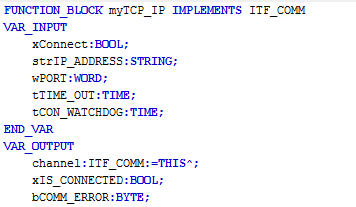 FUNCTION_BLOCK myTCP_IP IMPLEMENTS ITF_COMM
VAR_INPUT
xConnect:BOOL;
strIP_ADDRESS:STRING;
wPORT:WORD;
tTIME_OUT:TIME;
tCON_WATCHDOG:TIME;
END_VAR
VAR_OUTPUT
channel:ITF_COMM:=THIS^;
xIS_CONNECTED:BOOL;
bCOMM_ERROR:BYTE;